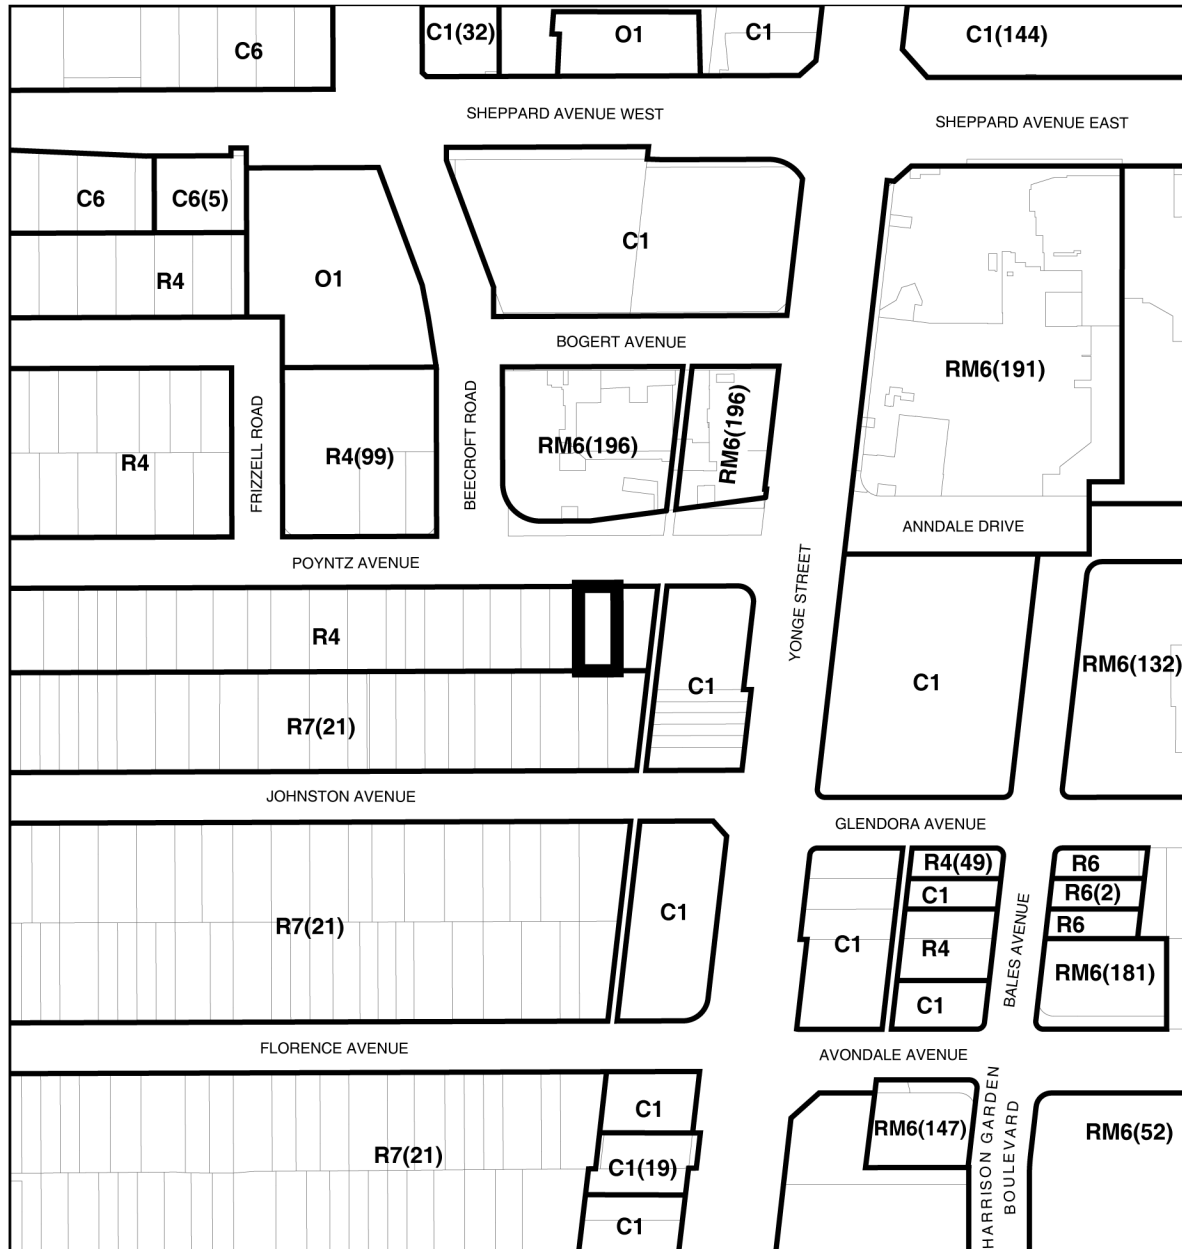 C6
C1(32)
O1
C1
C1(144)
SHEPPARD AVENUE WEST
SHEPPARD AVENUE EAST
C6
C6(5)
R4
O1
C1
BOGERT AVENUE
RM6(191)
R4
FRIZZELL ROAD
R4(99)
BEECROFT ROAD
RM6(196)
RM6(196)
ANNDALE DRIVE
POYNTZ AVENUE
YONGE STREET
R4
C1
C1
RM6(132)
R7(21)
JOHNSTON AVENUE
GLENDORA AVENUE
R7(21)
C1
C1
R4(49)
C1
R4
C1
BALES AVENUE
R6
R6(2)
R6
RM6(181)
FLORENCE AVENUE
AVONDALE AVENUE
R7(21)
C1
C1(19)
C1
RM6(147)
HARRISON GARDEN
BOULEVARD
RM6(52)